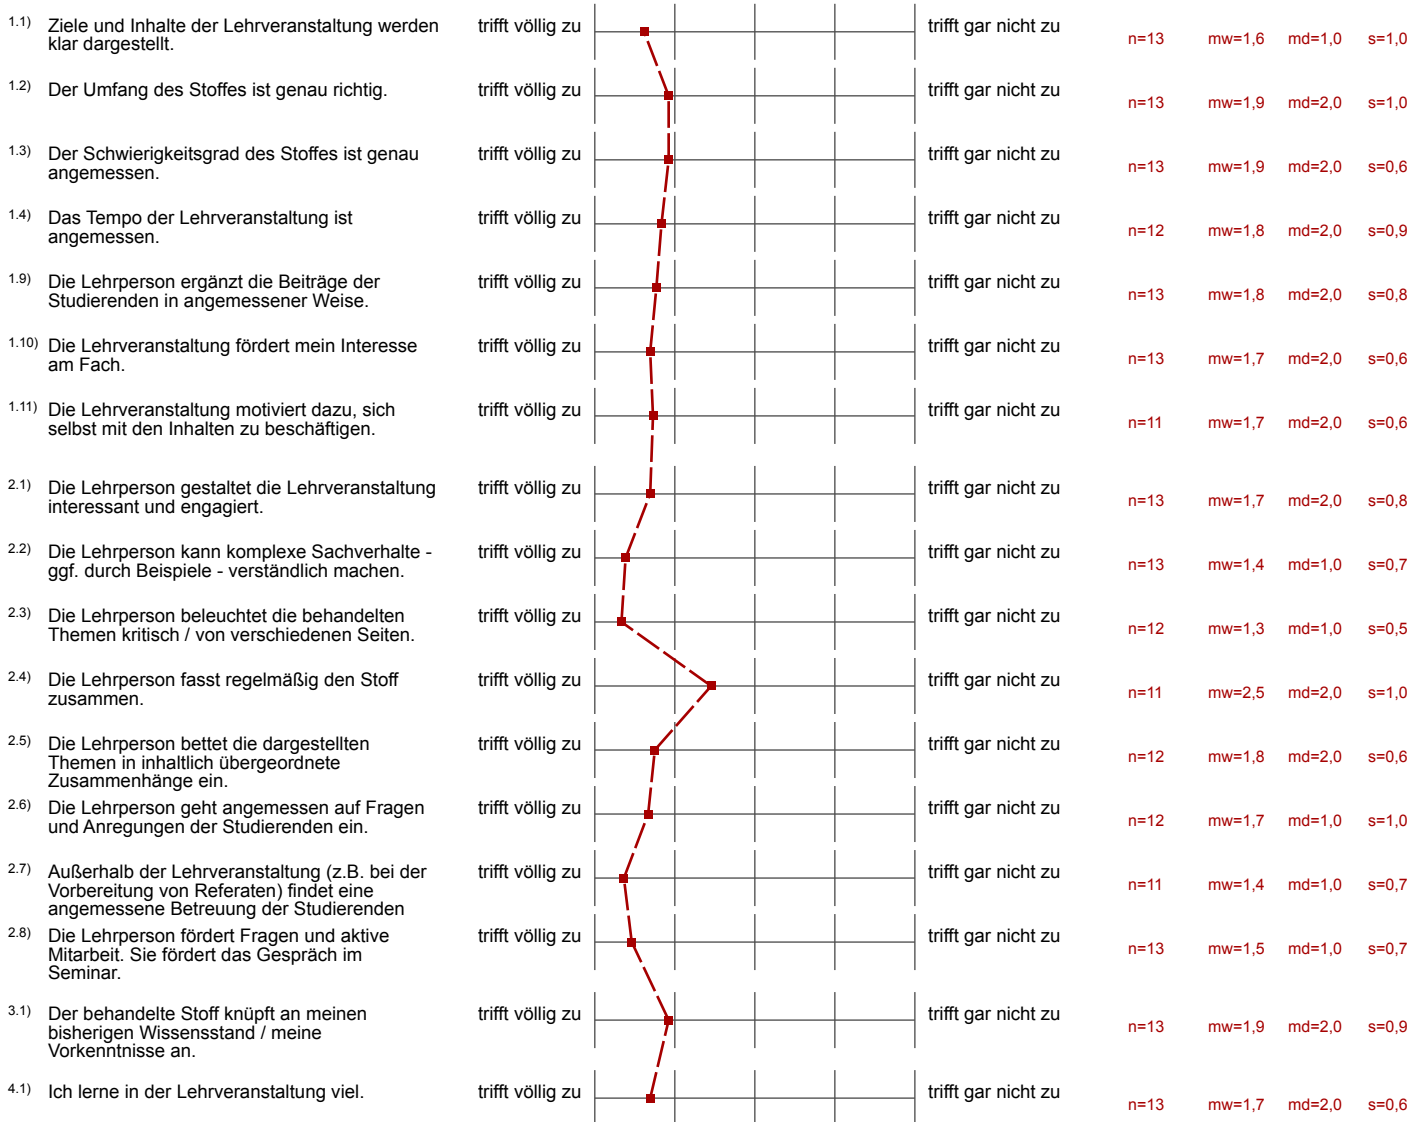 1.1) Ziele und Inhalte der Lehrveranstaltung werden trifft völlig zu trifft gar nicht zu n=13 mw=1,6 md=1,0 s=1,0
klar dargestellt.
1.2) Der Umfang des Stoffes ist genau richtig. trifft völlig zu trifft gar nicht zu n=13 mw=1,9 md=2,0 s=1,0
1.3) Der Schwierigkeitsgrad des Stoffes ist genau trifft völlig zu trifft gar nicht zu n=13 mw=1,9 md=2,0 s=0,6
angemessen.
1.4) Das Tempo der Lehrveranstaltung ist trifft völlig zu trifft gar nicht zu n=12 mw=1,8 md=2,0 s=0,9
angemessen.
1.9) Die Lehrperson ergänzt die Beiträge der trifft völlig zu trifft gar nicht zu n=13 mw=1,8 md=2,0 s=0,8
Studierenden in angemessener Weise.
1.10) Die Lehrveranstaltung fördert mein Interesse trifft völlig zu trifft gar nicht zu n=13 mw=1,7 md=2,0 s=0,6
am Fach.
1.11) Die Lehrveranstaltung motiviert dazu, sich trifft völlig zu trifft gar nicht zu n=11 mw=1,7 md=2,0 s=0,6
selbst mit den Inhalten zu beschäftigen.
2.1) Die Lehrperson gestaltet die Lehrveranstaltung trifft völlig zu trifft gar nicht zu n=13 mw=1,7 md=2,0 s=0,8
interessant und engagiert.
2.2) Die Lehrperson kann komplexe Sachverhalte - trifft völlig zu trifft gar nicht zu n=13 mw=1,4 md=1,0 s=0,7
ggf. durch Beispiele - verständlich machen.
2.3) Die Lehrperson beleuchtet die behandelten trifft völlig zu trifft gar nicht zu n=12 mw=1,3 md=1,0 s=0,5
Themen kritisch / von verschiedenen Seiten.
2.4) Die Lehrperson fasst regelmäßig den Stoff trifft völlig zu trifft gar nicht zu n=11 mw=2,5 md=2,0 s=1,0
zusammen.
2.5) Die Lehrperson bettet die dargestellten trifft völlig zu trifft gar nicht zu n=12 mw=1,8 md=2,0 s=0,6
Themen in inhaltlich übergeordnete
Zusammenhänge ein.
2.6) Die Lehrperson geht angemessen auf Fragen trifft völlig zu trifft gar nicht zu n=12 mw=1,7 md=1,0 s=1,0
und Anregungen der Studierenden ein.
2.7) Außerhalb der Lehrveranstaltung (z.B. bei der trifft völlig zu trifft gar nicht zu n=11 mw=1,4 md=1,0 s=0,7
Vorbereitung von Referaten) findet eine
angemessene Betreuung der Studierenden
2.8) Die Lehrperson fördert Fragen und aktive trifft völlig zu trifft gar nicht zu n=13 mw=1,5 md=1,0 s=0,7
Mitarbeit. Sie fördert das Gespräch im
Seminar.
3.1) Der behandelte Stoff knüpft an meinen trifft völlig zu trifft gar nicht zu n=13 mw=1,9 md=2,0 s=0,9
bisherigen Wissensstand / meine
Vorkenntnisse an.
4.1) Ich lerne in der Lehrveranstaltung viel. trifft völlig zu trifft gar nicht zu n=13 mw=1,7 md=2,0 s=0,6